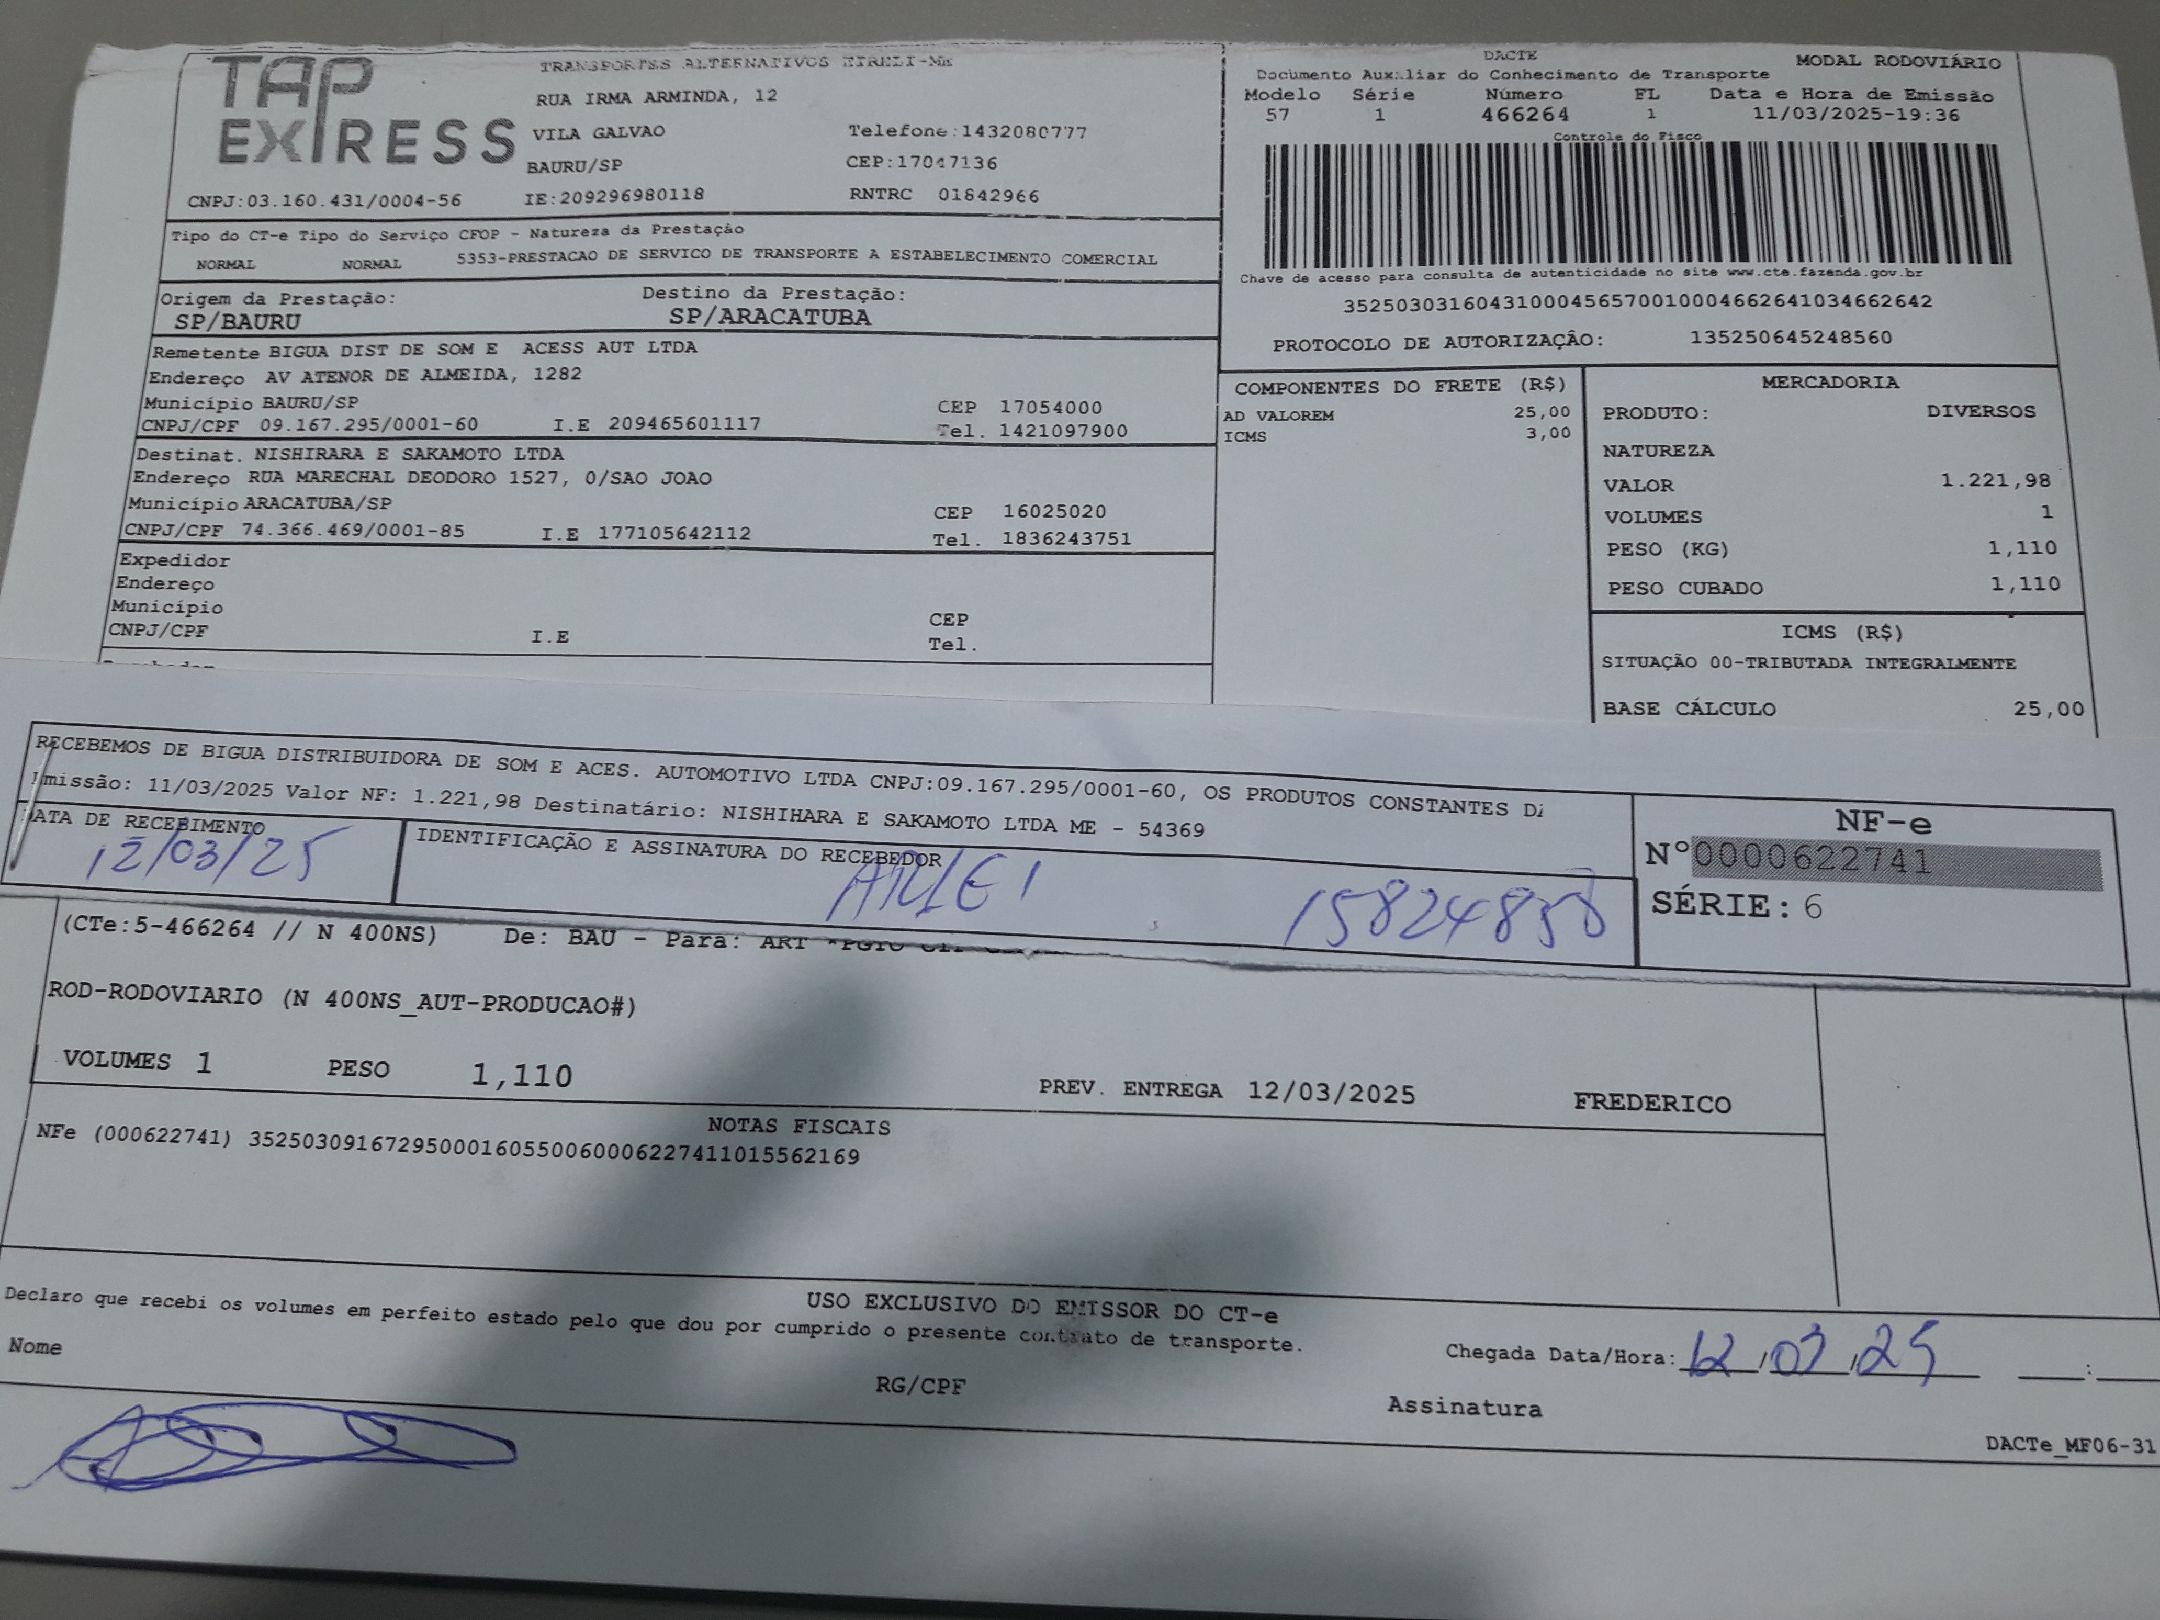 TAP EXPRESS
TRANSPORTES ALTERNATIVOS EIRELI-ME
RUA IRMA ARMINDA, 12
VILA GALVAO Telefone:1432080777
BAURU/SP CEP:17047136
CNPJ:03.160.431/0004-56 IE:209296980118 RNTRC 01842966
DACTE MODAL RODOVIÁRIO
Documento Auxiliar do Conhecimento de Transporte
Modelo Série Número FL Data e Hora de Emissão
57 1 466264 1 11/03/2025-19:36
Controle do Fisco
Chave de acesso para consulta de autenticidade no site www.cte.fazenda.gov.br
35250303160431000456570010004662641034662642
PROTOCOLO DE AUTORIZAÇÃO: 135250645248560
Tipo do CT-e Tipo do Serviço CFOP - Natureza da Prestação
NORMAL NORMAL 5353-PRESTACAO DE SERVICO DE TRANSPORTE A ESTABELECIMENTO COMERCIAL
Origem da Prestação: Destino da Prestação:
SP/BAURU SP/ARACATUBA
Remetente BIGUA DIST DE SOM E ACESS AUT LTDA
Endereço AV ATENOR DE ALMEIDA, 1282
Município BAURU/SP CEP 17054000
CNPJ/CPF 09.167.295/0001-60 I.E 209465601117 Tel. 1421097900
Destinat. NISHIRARA E SAKAMOTO LTDA
Endereço RUA MARECHAL DEODORO 1527, 0/SAO JOAO
Município ARACATUBA/SP CEP 16025020
CNPJ/CPF 74.366.469/0001-85 I.E 177105642112 Tel. 1836243751
Expedidor
Endereço
Município CEP
CNPJ/CPF I.E Tel.
COMPONENTES DO FRETE (R$)
AD VALOREM 25,00
ICMS 3,00
MERCADORIA
PRODUTO: DIVERSOS
NATUREZA
VALOR 1.221,98
VOLUMES 1
PESO (KG) 1,110
PESO CUBADO 1,110
ICMS (R$)
SITUAÇÃO 00-TRIBUTADA INTEGRALMENTE
BASE CÁLCULO 25,00
RECEBEMOS DE BIGUA DISTRIBUIDORA DE SOM E ACES. AUTOMOTIVO LTDA CNPJ:09.167.295/0001-60, OS PRODUTOS CONSTANTES DA
Emissão: 11/03/2025 Valor NF: 1.221,98 Destinatário: NISHIHARA E SAKAMOTO LTDA ME - 54369
DATA DE RECEBIMENTO IDENTIFICAÇÃO E ASSINATURA DO RECEBEDOR
12/03/25 ARLEI 15824858
NF-e
Nº0000622741
SÉRIE: 6
(CTe:5-466264 // N 400NS) De: BAU - Para: ART
ROD-RODOVIARIO (N 400NS_AUT-PRODUCAO#)
VOLUMES 1 PESO 1,110 PREV. ENTREGA 12/03/2025 FREDERICO
NOTAS FISCAIS
NFe (000622741) 35250309167295000160550060006227411015562169
USO EXCLUSIVO DO EMISSOR DO CT-e
Declaro que recebi os volumes em perfeito estado pelo que dou por cumprido o presente contrato de transporte.
Nome RG/CPF Chegada Data/Hora: 12/03/25 :
Assinatura
DACTe_MF06-31